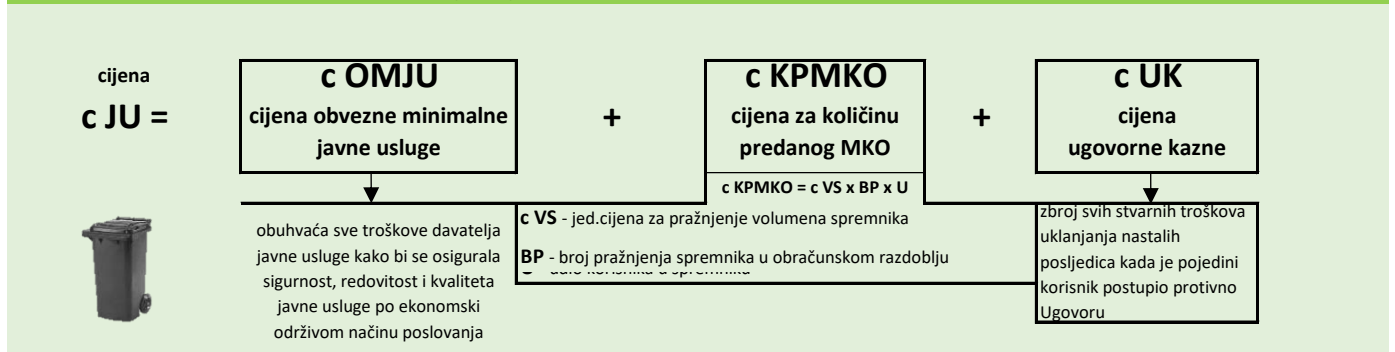 cijena
c JU =
c OMJU
cijena obvezne minimalne
javne usluge
+
c KPMKO
cijena za količinu
predanog MKO
c KPMKO = c VS x BP x U
+
c UK
cijena
ugovorne kazne
obuhvaća sve troškove davatelja
javne usluge kako bi se osigurala
sigurnost, redovitost i kvaliteta
javne usluge po ekonomski
održivom načinu poslovanja
c VS - jed.cijena za pražnjenje volumena spremnika
BP - broj pražnjenja spremnika u obračunskom razdoblju
zbroj svih stvarnih troškova
uklanjanja nastalih
posljedica kada je pojedini
korisnik postupio protivno
Ugovoru